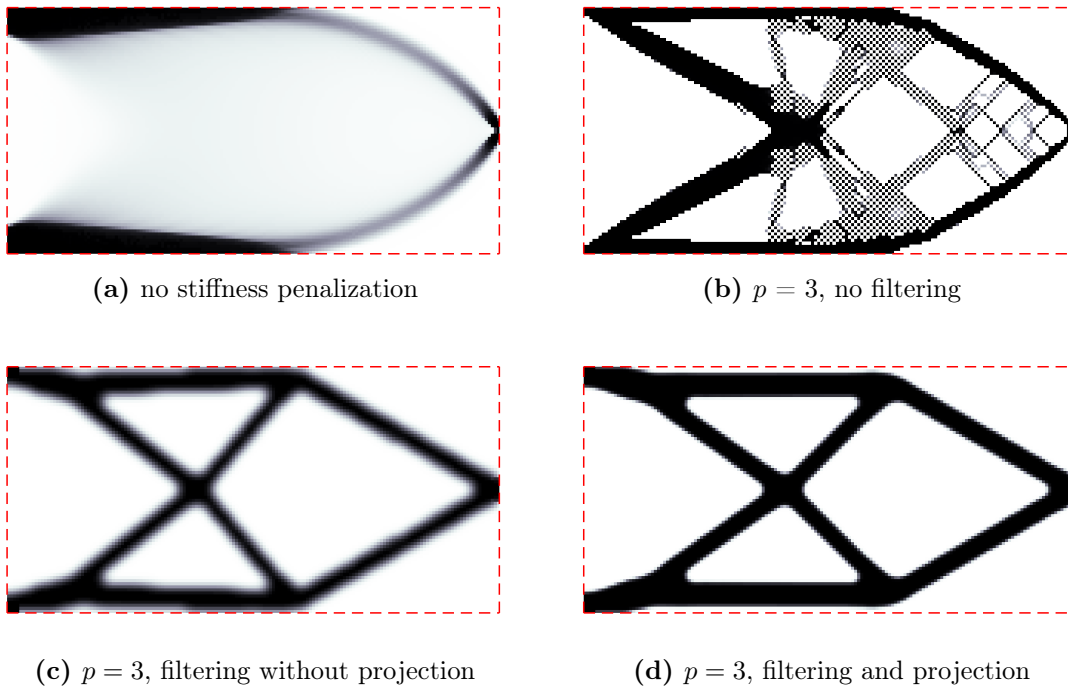 (a) no stiffness penalization
(b) p = 3, no filtering
(c) p = 3, filtering without projection
(d) p = 3, filtering and projection